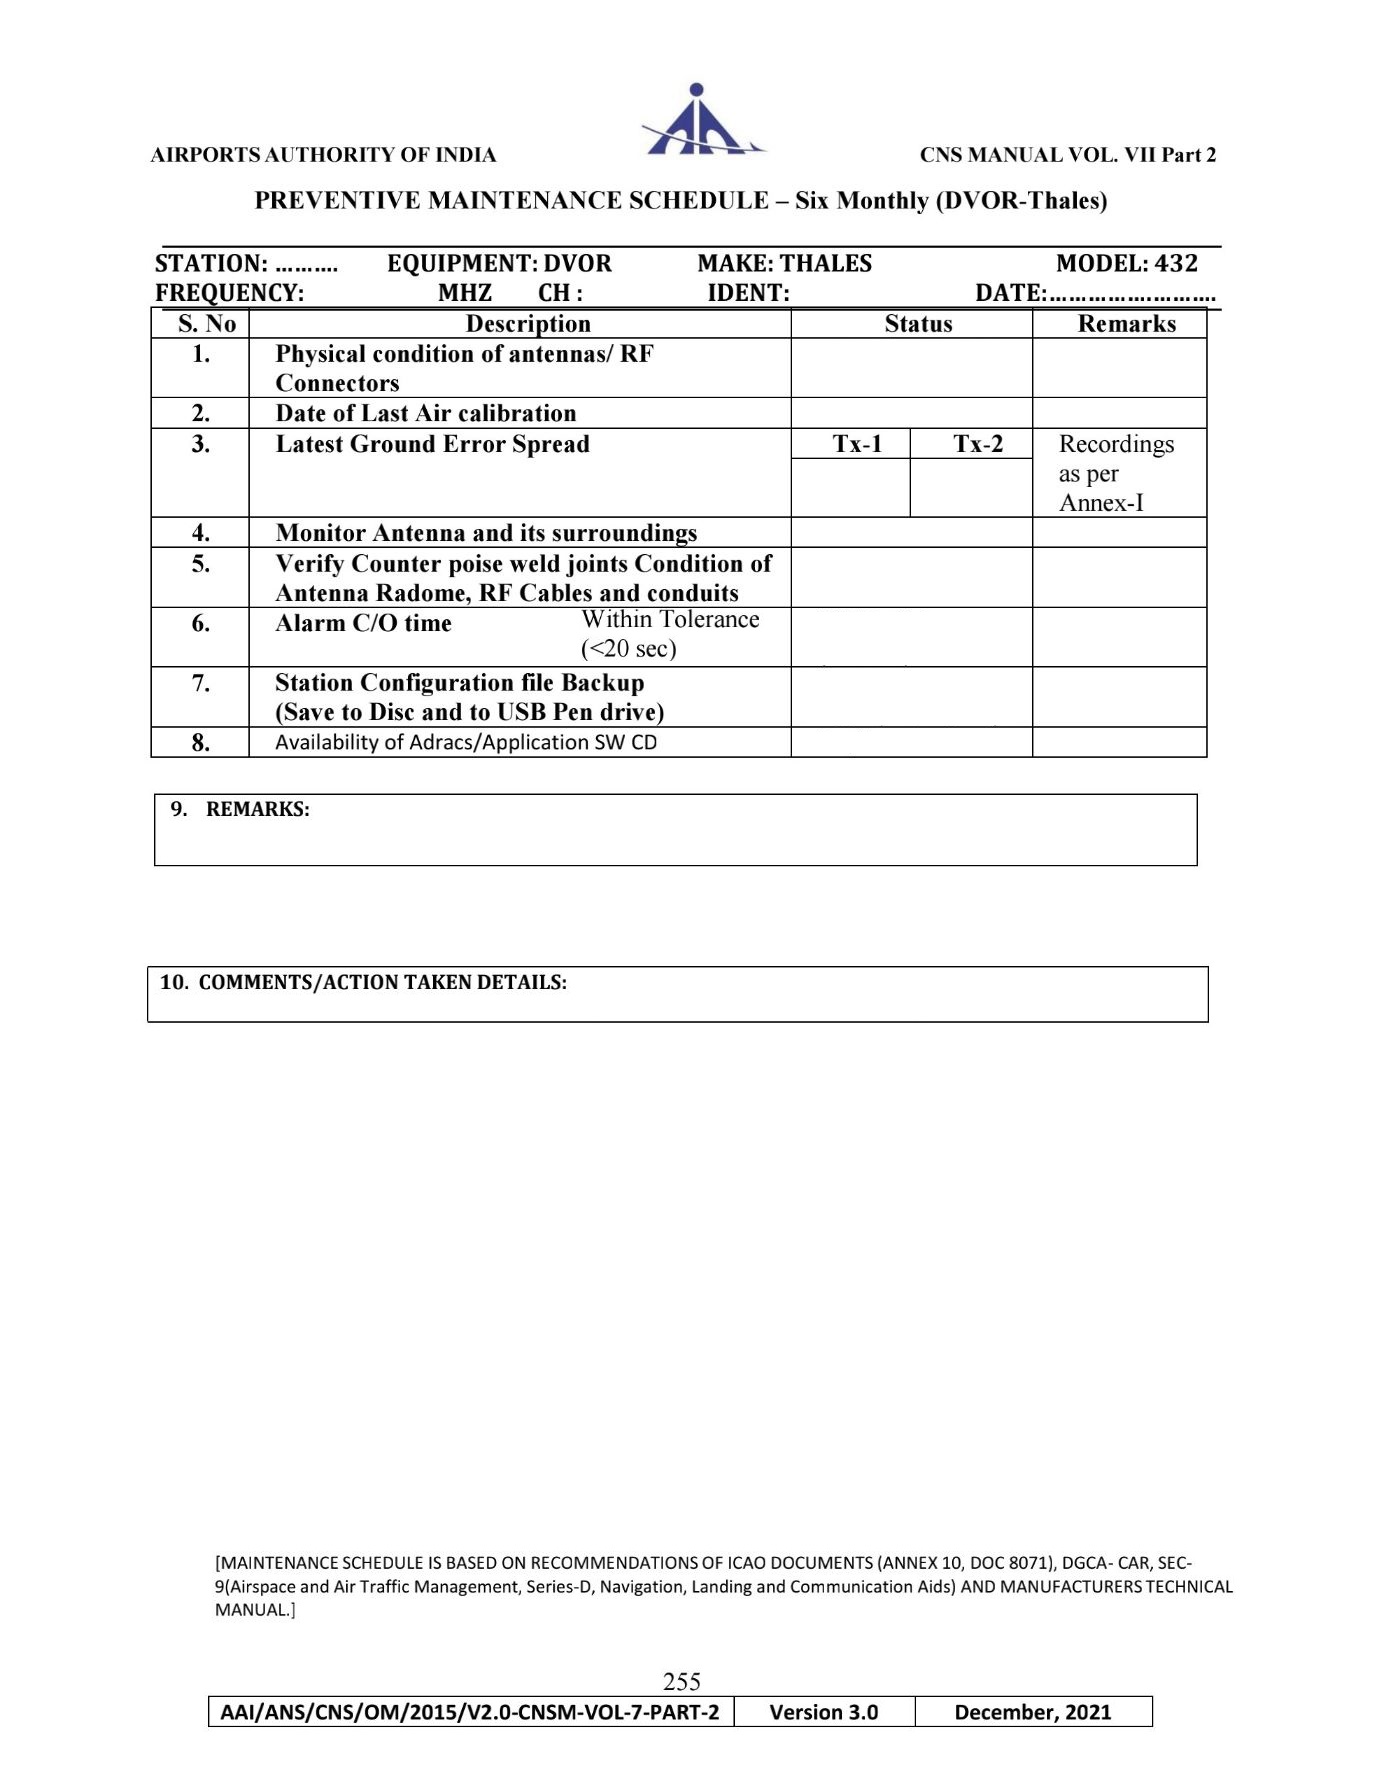 AIRPORTS AUTHORITY OF INDIA CNS MANUAL VOL. VII Part 2
PREVENTIVE MAINTENANCE SCHEDULE – Six Monthly (DVOR-Thales)
STATION: ………. EQUIPMENT: DVOR MAKE: THALES MODEL: 432
FREQUENCY: MHZ CH : IDENT: DATE:……………………..
S. No Description Status Remarks
1. Physical condition of antennas/ RF
Connectors
2. Date of Last Air calibration
3. Latest Ground Error Spread Tx-1 Tx-2 Recordings
as per
Annex-I
4. Monitor Antenna and its surroundings
5. Verify Counter poise weld joints Condition of
Antenna Radome, RF Cables and conduits
6. Alarm C/O time Within Tolerance
(<20 sec)
7. Station Configuration file Backup
(Save to Disc and to USB Pen drive)
8. Availability of Adracs/Application SW CD
9. REMARKS:
10. COMMENTS/ACTION TAKEN DETAILS:
[MAINTENANCE SCHEDULE IS BASED ON RECOMMENDATIONS OF ICAO DOCUMENTS (ANNEX 10, DOC 8071), DGCA- CAR, SEC-
9(Airspace and Air Traffic Management, Series-D, Navigation, Landing and Communication Aids) AND MANUFACTURERS TECHNICAL
MANUAL.]
255
AAI/ANS/CNS/OM/2015/V2.0-CNSM-VOL-7-PART-2 Version 3.0 December, 2021